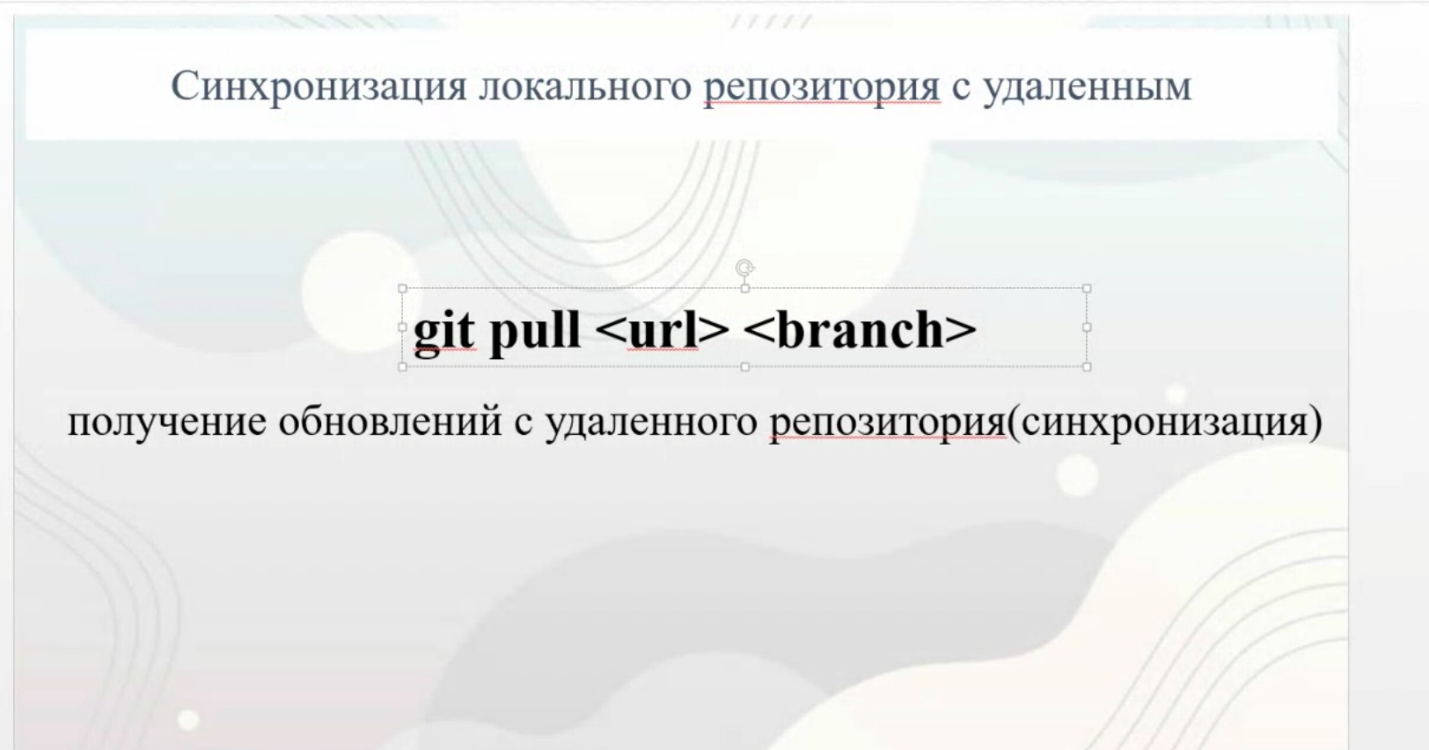 Синхронизация локального репозитория с удаленным
git pull <url> <branch>
получение обновлений с удаленного репозитория(синхронизация)